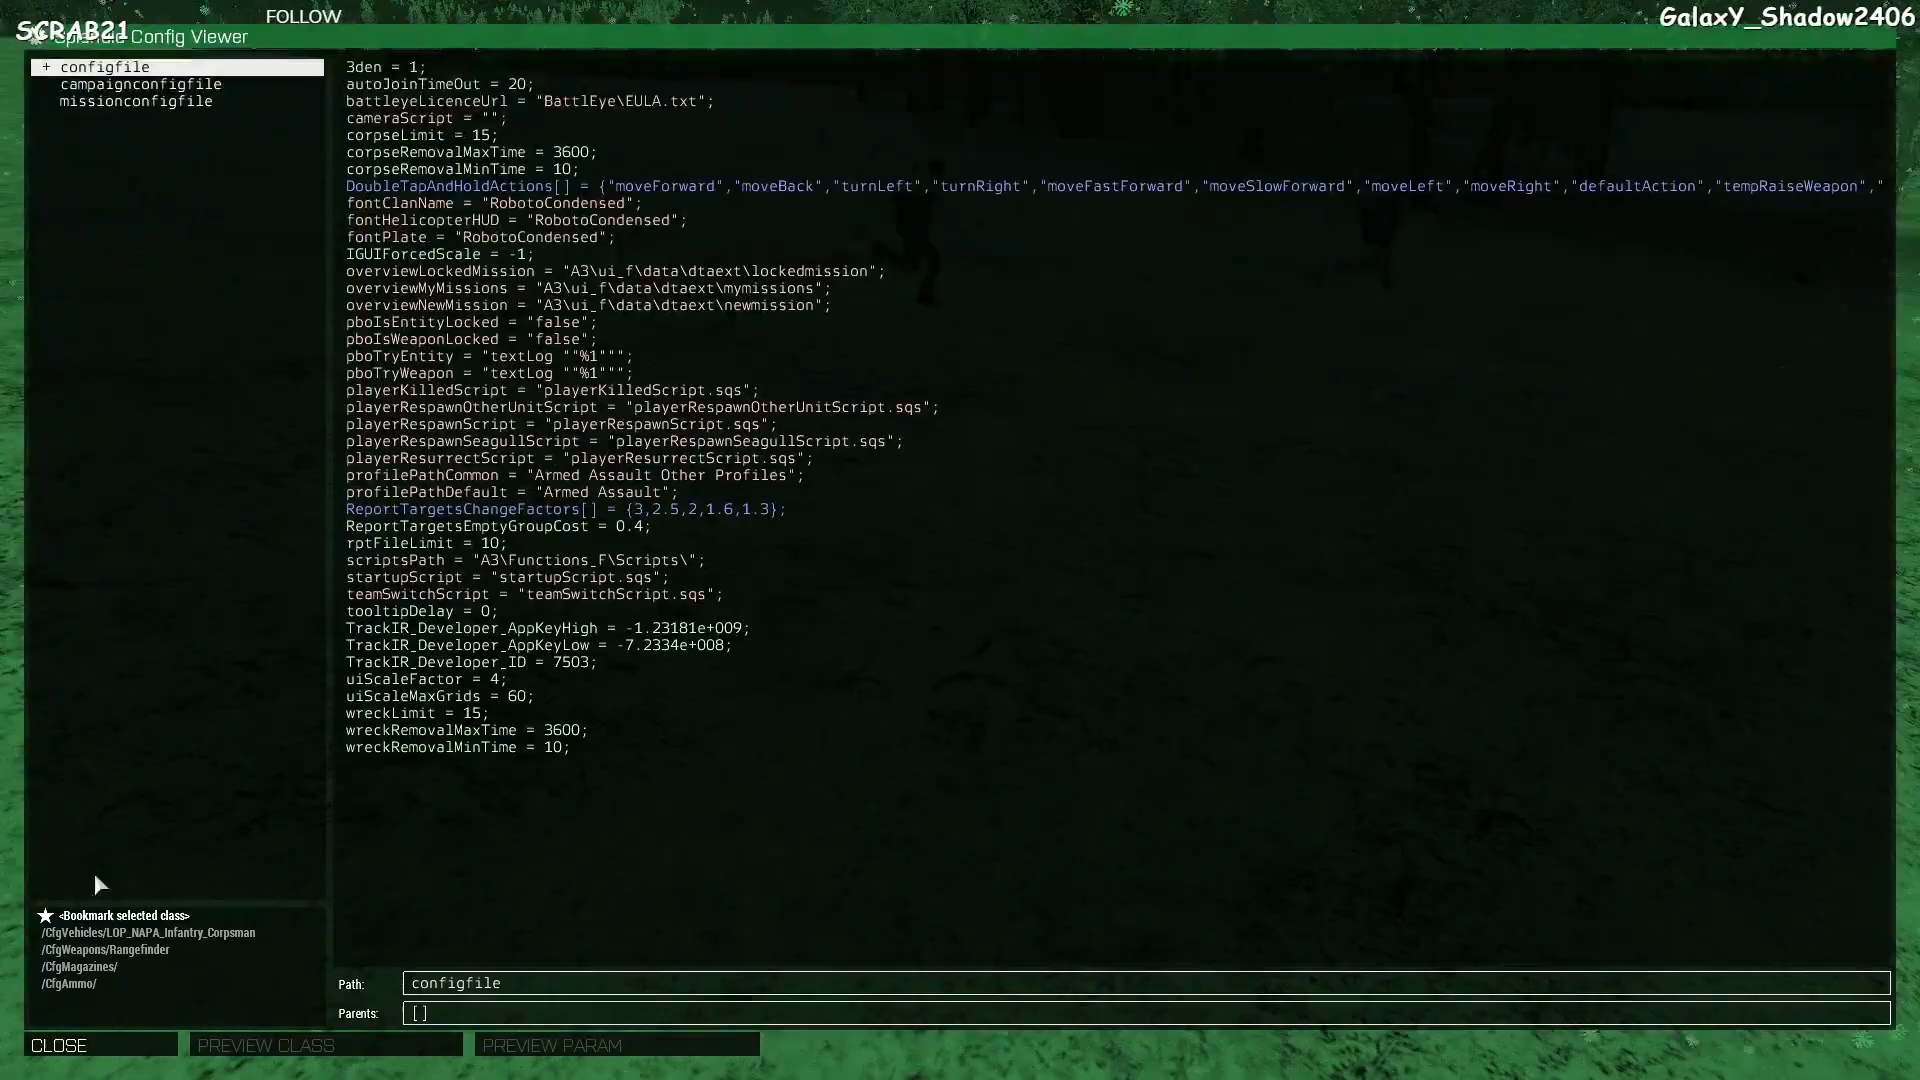 FOLLOW
SCRAB21
GalaxY_Shadow2406
Splendid Config Viewer
+ configfile
campaignconfigfile
missionconfigfile
3den = 1;
autoJoinTimeOut = 20;
battleyeLicenceUrl = "BattlEye\EULA.txt";
cameraScript = "";
corpseLimit = 15;
corpseRemovalMaxTime = 3600;
corpseRemovalMinTime = 10;
DoubleTapAndHoldActions[] = {"moveForward","moveBack","turnLeft","turnRight","moveFastForward","moveSlowForward","moveLeft","moveRight","defaultAction","tempRaiseWeapon","
fontClanName = "RobotoCondensed";
fontHelicopterHUD = "RobotoCondensed";
fontPlate = "RobotoCondensed";
IGUIForcedScale = -1;
overviewLockedMission = "A3\ui_f\data\dtaext\lockedmission";
overviewMyMissions = "A3\ui_f\data\dtaext\mymissions";
overviewNewMission = "A3\ui_f\data\dtaext\newmission";
pboIsEntityLocked = "false";
pboIsWeaponLocked = "false";
pboTryEntity = "textLog ""%1""";
pboTryWeapon = "textLog ""%1""";
playerKilledScript = "playerKilledScript.sqs";
playerRespawnOtherUnitScript = "playerRespawnOtherUnitScript.sqs";
playerRespawnScript = "playerRespawnScript.sqs";
playerRespawnSeagullScript = "playerRespawnSeagullScript.sqs";
playerResurrectScript = "playerResurrectScript.sqs";
profilePathCommon = "Armed Assault Other Profiles";
profilePathDefault = "Armed Assault";
ReportTargetsChangeFactors[] = {3,2.5,2,1.6,1.3};
ReportTargetsEmptyGroupCost = 0.4;
rptFileLimit = 10;
scriptsPath = "A3\Functions_F\Scripts\";
startupScript = "startupScript.sqs";
teamSwitchScript = "teamSwitchScript.sqs";
tooltipDelay = 0;
TrackIR_Developer_AppKeyHigh = -1.23181e+009;
TrackIR_Developer_AppKeyLow = -7.2334e+008;
TrackIR_Developer_ID = 7503;
uiScaleFactor = 4;
uiScaleMaxGrids = 60;
wreckLimit = 15;
wreckRemovalMaxTime = 3600;
wreckRemovalMinTime = 10;
<Bookmark selected class>
/CfgVehicles/LOP_NAPA_Infantry_Corpsman
/CfgWeapons/Rangefinder
/CfgMagazines/
/CfgAmmo/
Path: configfile
Parents: []
CLOSE
PREVIEW CLASS
PREVIEW PARAM